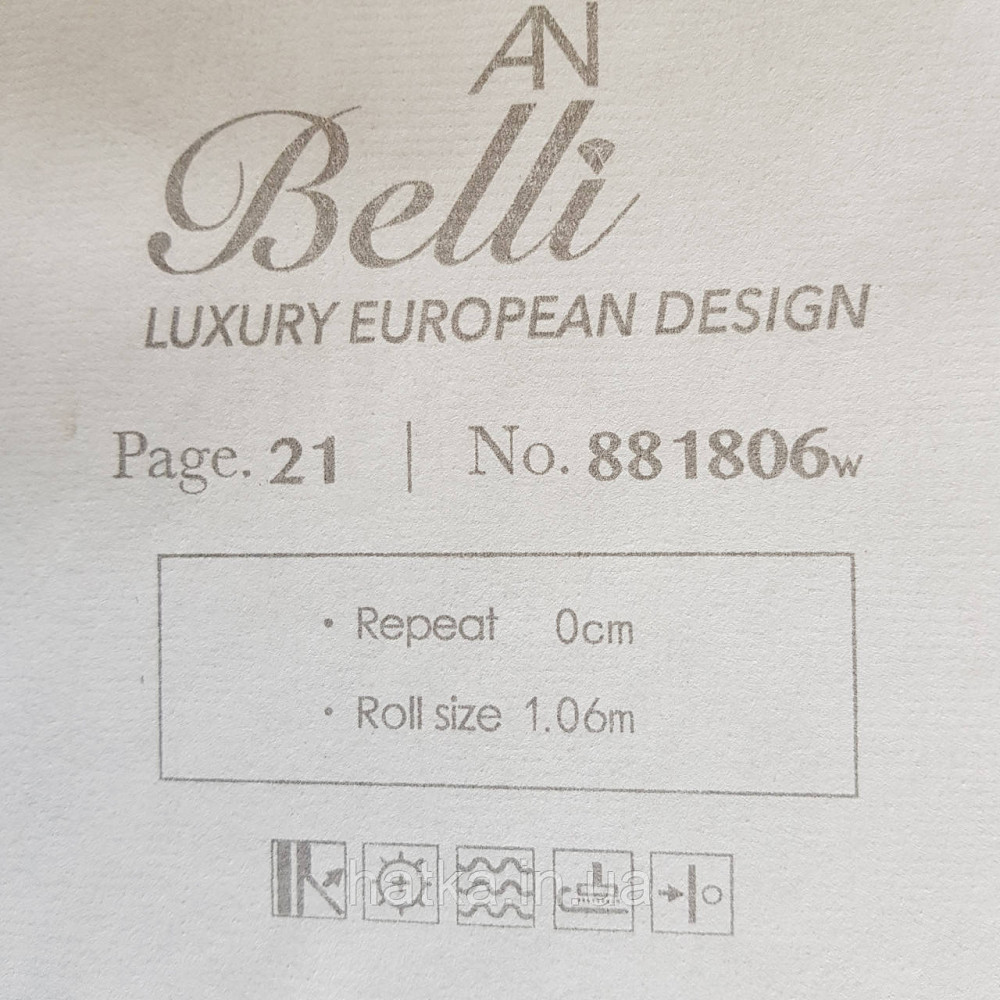 AN
Belli
LUXURY EUROPEAN DESIGN
Page. 21 | No. 881806w
• Repeat 0cm
• Roll size 1.06m
hatka.in.ua